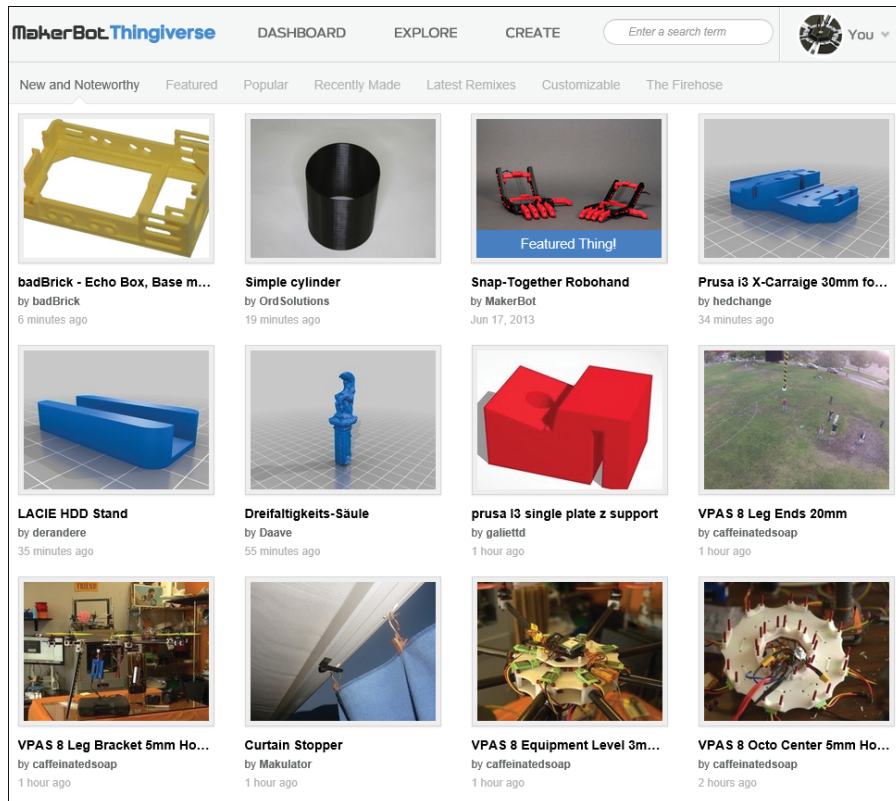 MakerBot Thingiverse DASHBOARD EXPLORE CREATE Enter a search term You
New and Noteworthy Featured Popular Recently Made Latest Remixes Customizable The Firehose
Featured Thing!
badBrick - Echo Box, Base m... Simple cylinder Snap-Together Robohand Prusa i3 X-Carraige 30mm fo...
by badBrick by OrdSolutions by MakerBot by hedchange
6 minutes ago 19 minutes ago Jun 17, 2013 34 minutes ago
LACIE HDD Stand Dreifaltigkeits-Säule prusa I3 single plate z support VPAS 8 Leg Ends 20mm
by derandere by Daave by galiettd by caffeinatedsoap
35 minutes ago 55 minutes ago 1 hour ago 1 hour ago
VPAS 8 Leg Bracket 5mm Ho... Curtain Stopper VPAS 8 Equipment Level 3m... VPAS 8 Octo Center 5mm Ho...
by caffeinatedsoap by Makulator by caffeinatedsoap by caffeinatedsoap
1 hour ago 1 hour ago 1 hour ago 2 hours ago